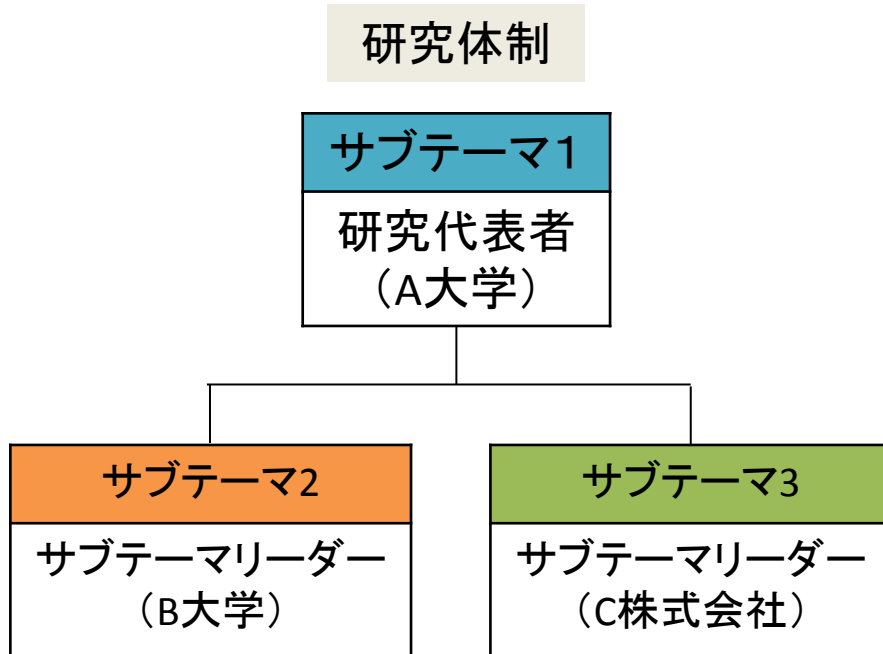 研究体制
サブテーマ１
研究代表者
（A大学）
サブテーマ2
サブテーマリーダー
（B大学）
サブテーマ3
サブテーマリーダー
（C株式会社）